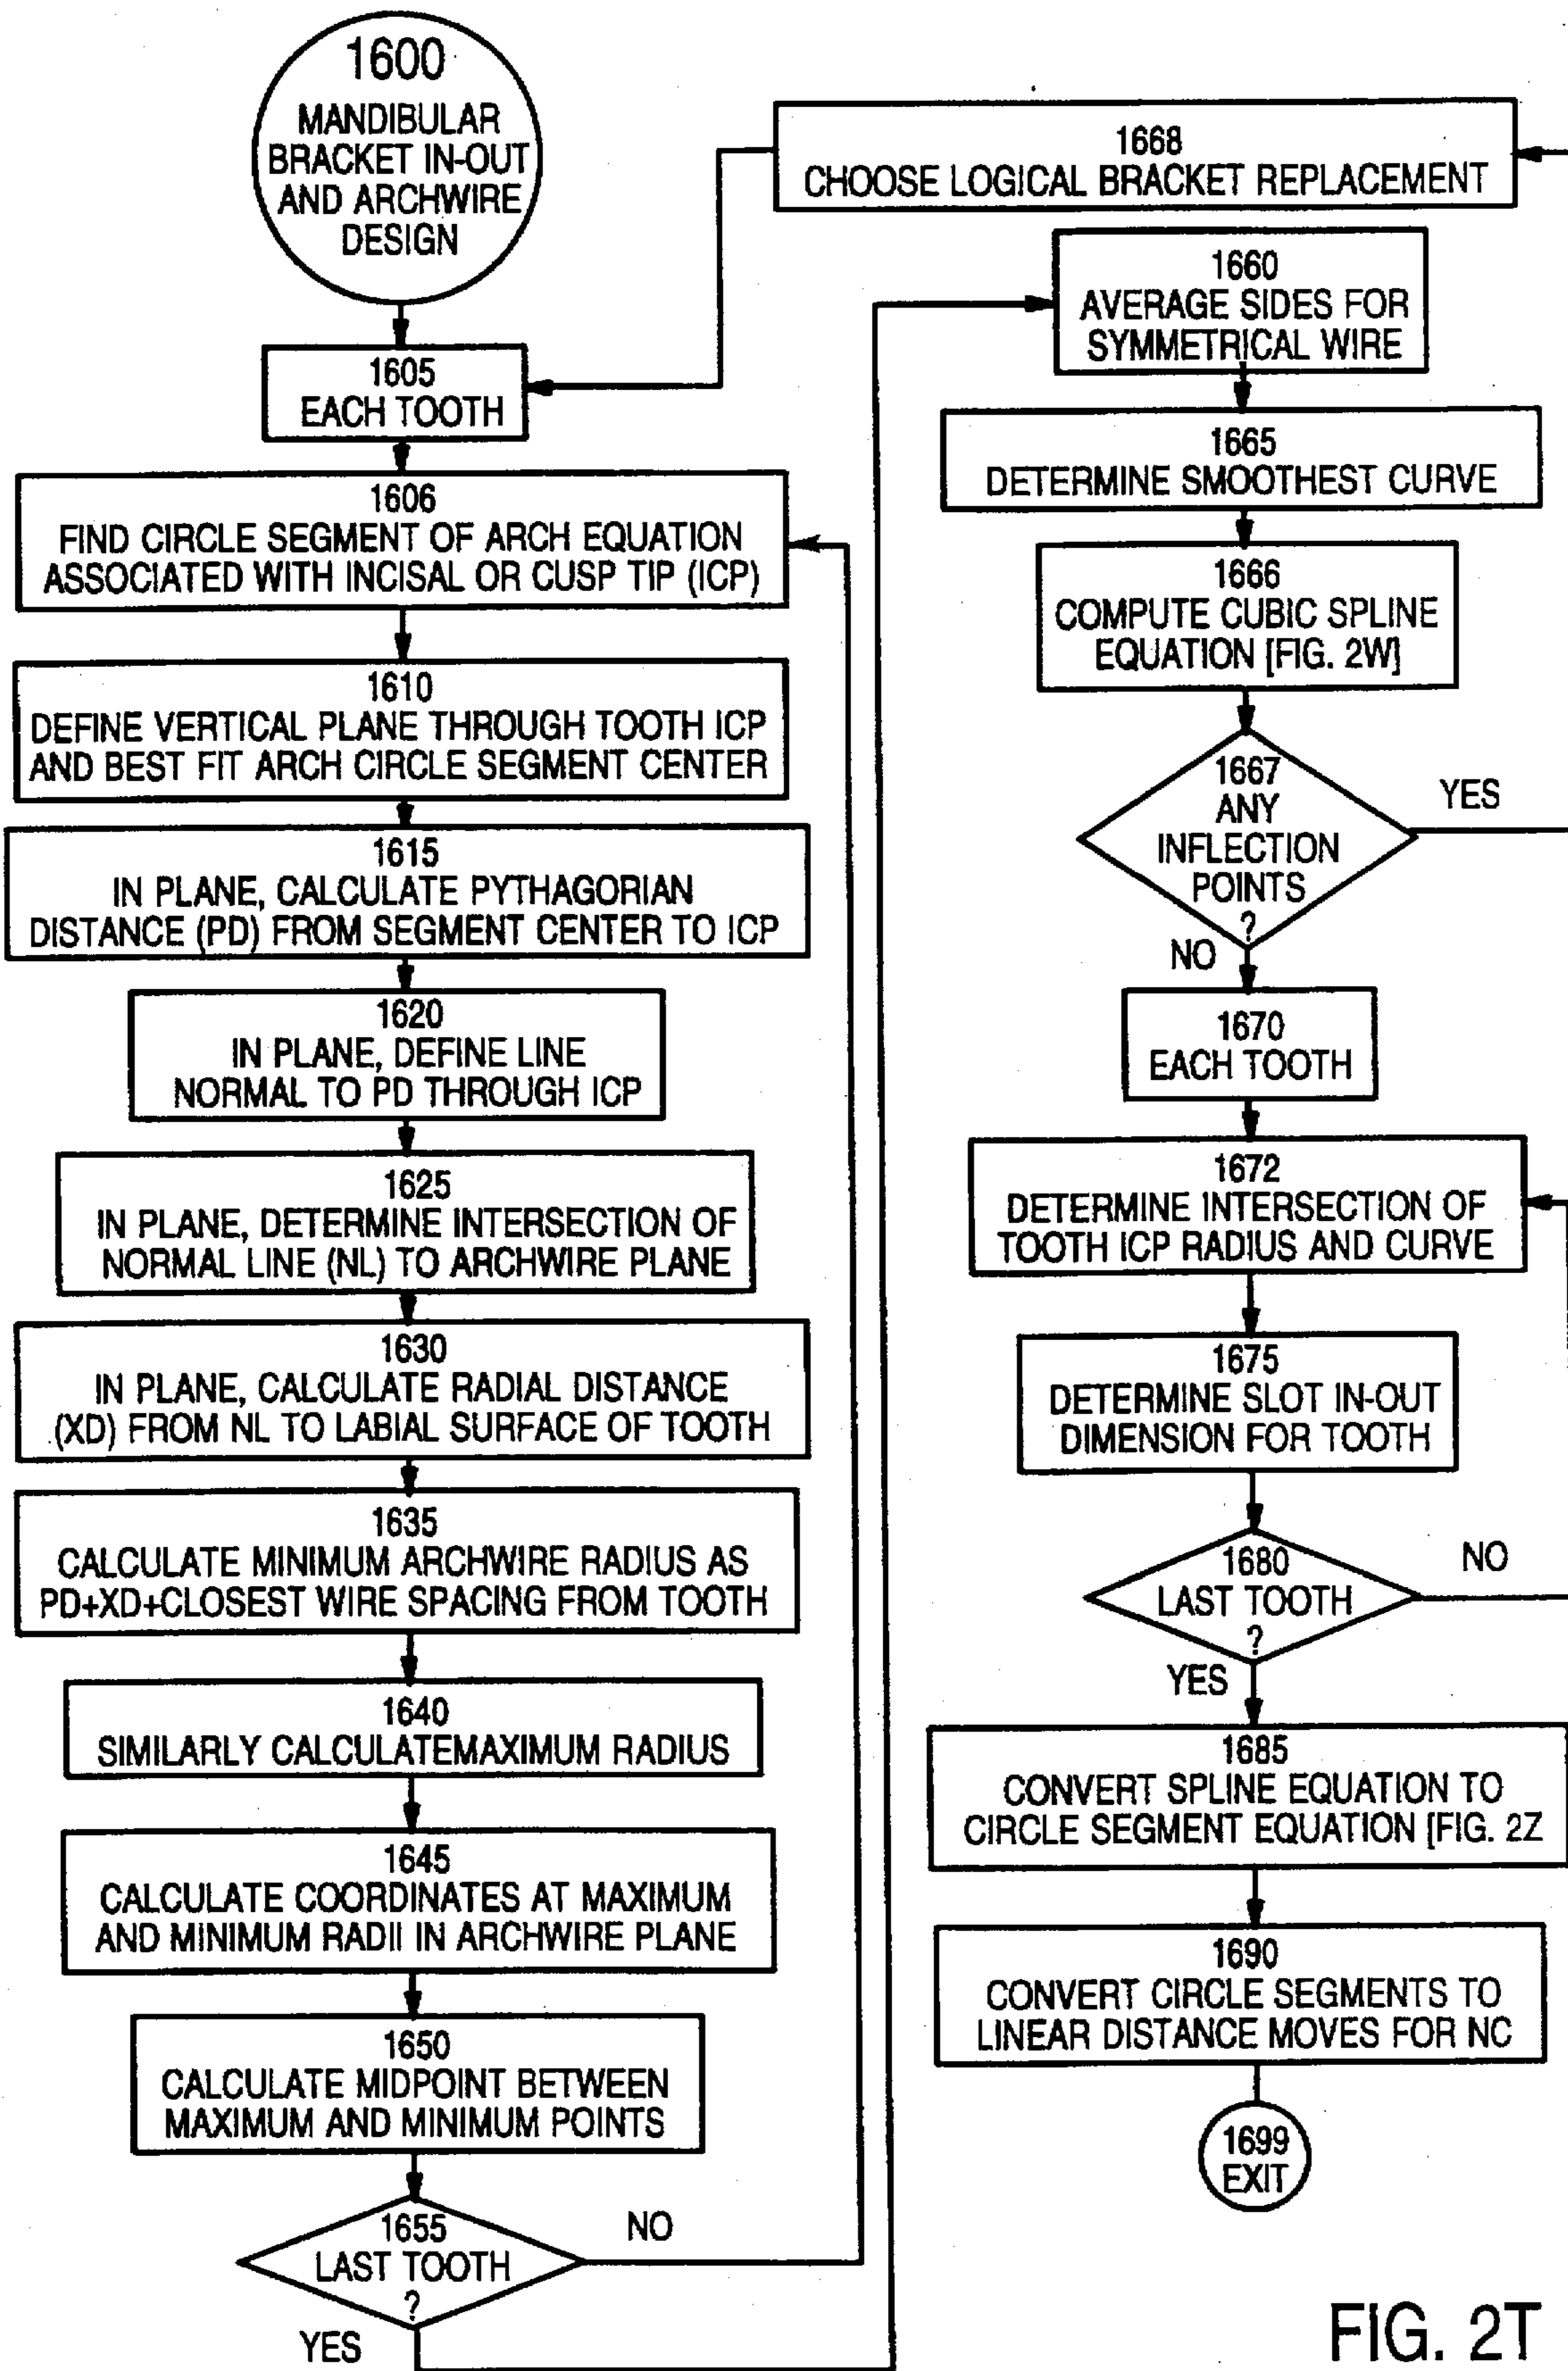 1600
MANDIBULAR
BRACKET IN-OUT
AND ARCHWIRE
DESIGN
1605
EACH TOOTH
1606
FIND CIRCLE SEGMENT OF ARCH EQUATION
ASSOCIATED WITH INCISAL OR CUSP TIP (ICP)
1610
DEFINE VERTICAL PLANE THROUGH TOOTH ICP
AND BEST FIT ARCH CIRCLE SEGMENT CENTER
1615
IN PLANE, CALCULATE PYTHAGORIAN
DISTANCE (PD) FROM SEGMENT CENTER TO ICP
1620
IN PLANE, DEFINE LINE
NORMAL TO PD THROUGH ICP
1625
IN PLANE, DETERMINE INTERSECTION OF
NORMAL LINE (NL) TO ARCHWIRE PLANE
1630
IN PLANE, CALCULATE RADIAL DISTANCE
(XD) FROM NL TO LABIAL SURFACE OF TOOTH
1635
CALCULATE MINIMUM ARCHWIRE RADIUS AS
PD+XD+CLOSEST WIRE SPACING FROM TOOTH
1640
SIMILARLY CALCULATEMAXIMUM RADIUS
1645
CALCULATE COORDINATES AT MAXIMUM
AND MINIMUM RADII IN ARCHWIRE PLANE
1650
CALCULATE MIDPOINT BETWEEN
MAXIMUM AND MINIMUM POINTS
1655
LAST TOOTH
?
NO
YES
1668
CHOOSE LOGICAL BRACKET REPLACEMENT
1660
AVERAGE SIDES FOR
SYMMETRICAL WIRE
1665
DETERMINE SMOOTHEST CURVE
1666
COMPUTE CUBIC SPLINE
EQUATION [FIG. 2W]
1667
ANY
INFLECTION
POINTS
?
YES
NO
1670
EACH TOOTH
1672
DETERMINE INTERSECTION OF
TOOTH ICP RADIUS AND CURVE
1675
DETERMINE SLOT IN-OUT
DIMENSION FOR TOOTH
1680
LAST TOOTH
?
NO
YES
1685
CONVERT SPLINE EQUATION TO
CIRCLE SEGMENT EQUATION [FIG. 2Z
1690
CONVERT CIRCLE SEGMENTS TO
LINEAR DISTANCE MOVES FOR NC
1699
EXIT
FIG. 2T